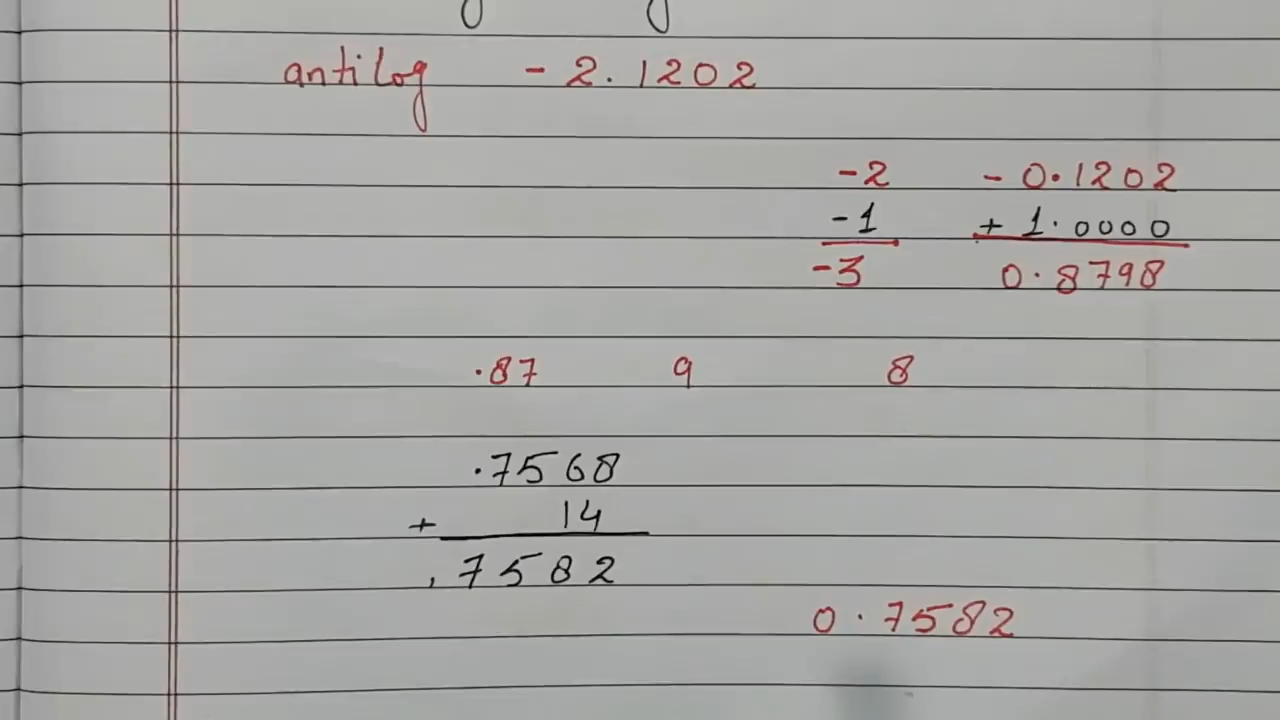 antilog - 2.1202
-2 - 0.1202
-1 + 1.0000
-3 0.8798
.87 9 8
.7568
+ 14
.7582
0.7582